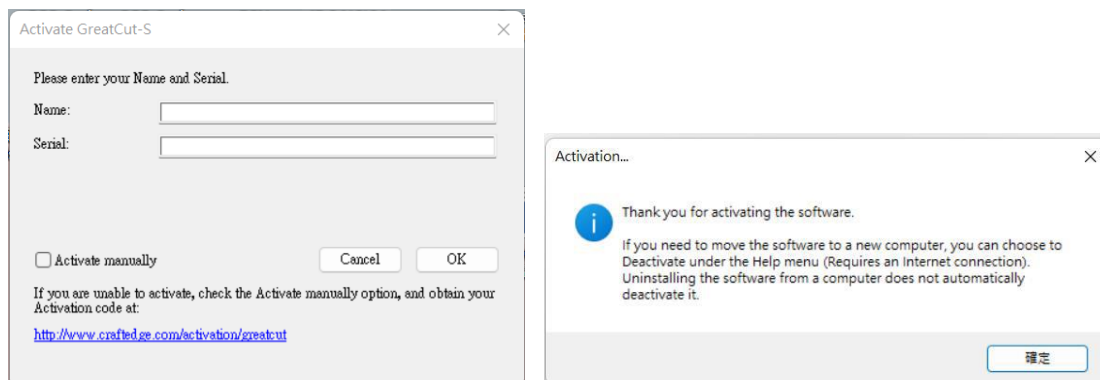 Activate GreatCut-S
Please enter your Name and Serial.
Name:
Serial:
Activate manually
Cancel
OK
If you are unable to activate, check the Activate manually option, and obtain your
Activation code at:
http://www.craftedge.com/activation/greatcut
Activation...
Thank you for activating the software.
If you need to move the software to a new computer, you can choose to
Deactivate under the Help menu (Requires an Internet connection).
Uninstalling the software from a computer does not automatically
deactivate it.
確定